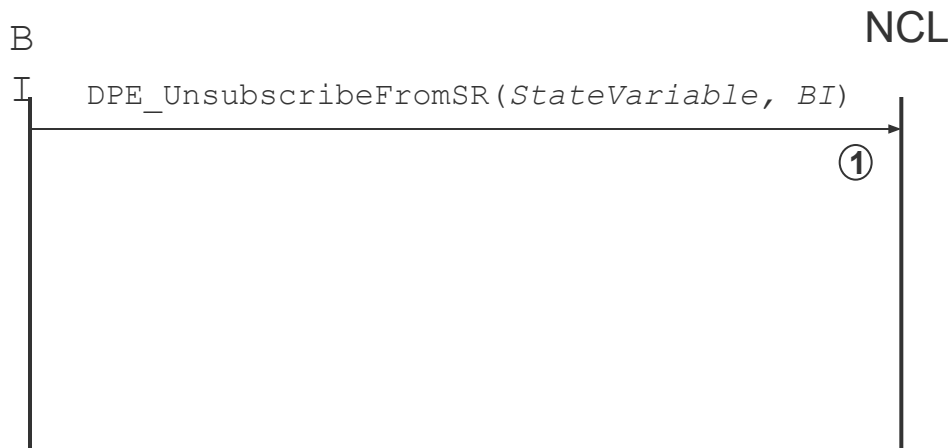 B
I
NCL
DPE_UnsubscribeFromSR(StateVariable, BI)
1